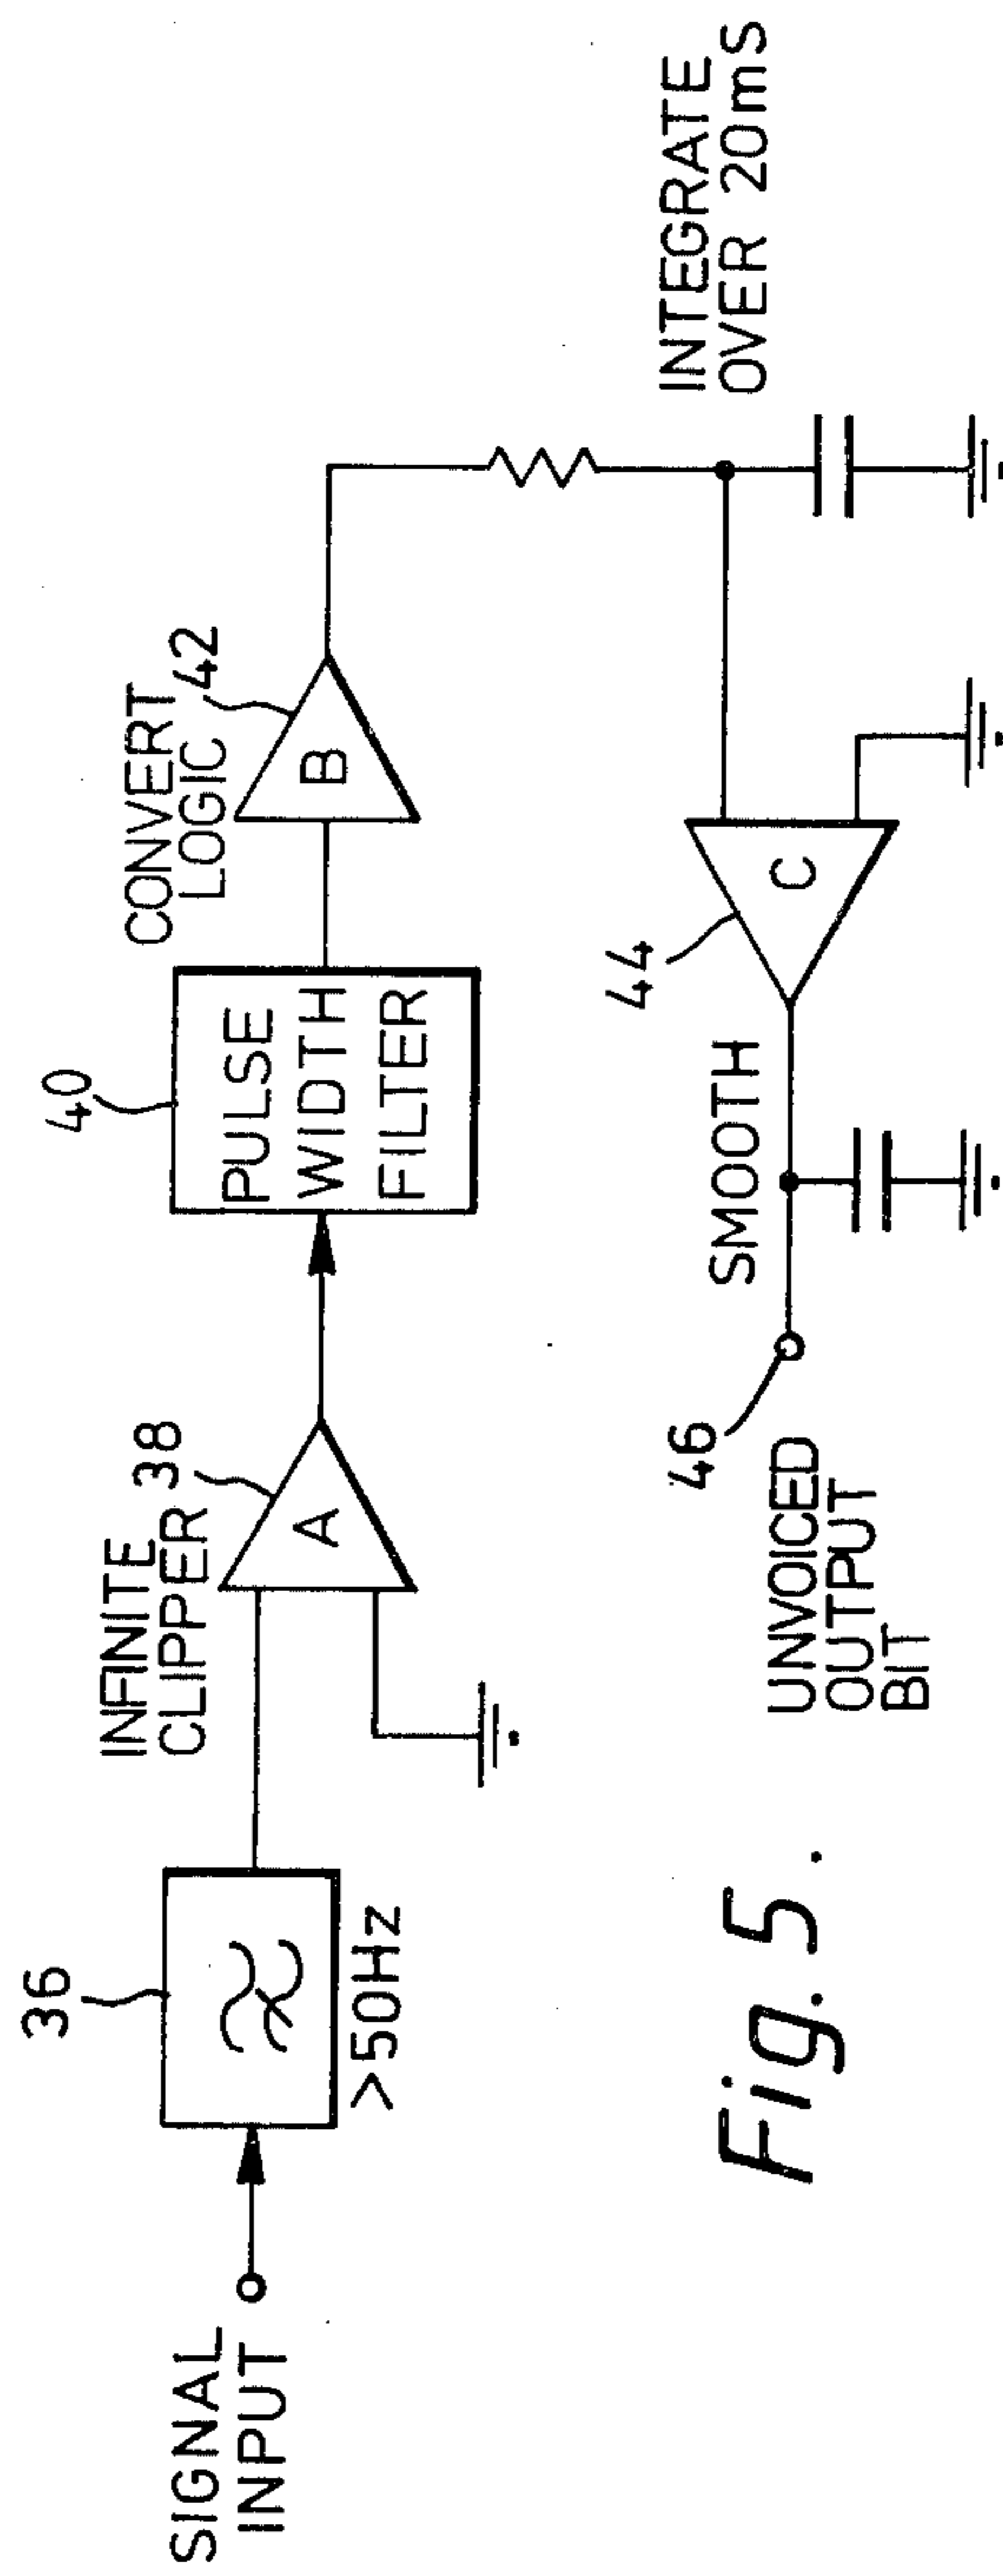 SIGNAL
INPUT
36
>50Hz
INFINITE
CLIPPER
38
A
40
PULSE
WIDTH
FILTER
CONVERT
LOGIC
42
B
INTEGRATE
OVER 20mS
44
C
SMOOTH
46
UNVOICED
OUTPUT
BIT
Fig. 5.